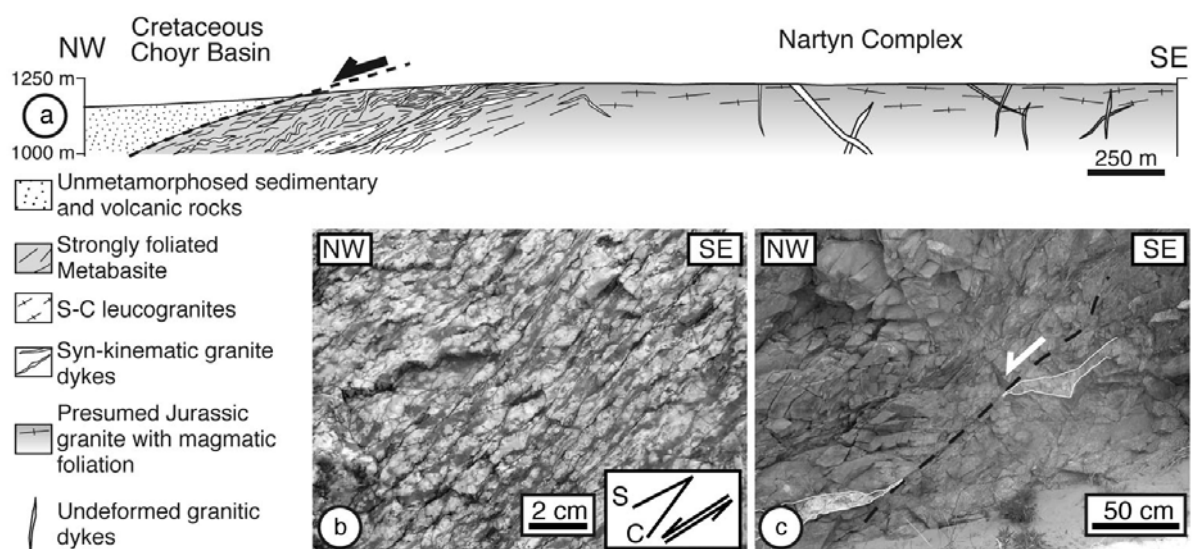 NW
Cretaceous
Choyr Basin
Nartyn Complex
SE
1250 m
a
1000 m
250 m
Unmetamorphosed sedimentary
and volcanic rocks
Strongly foliated
Metabasite
S-C leucogranites
Syn-kinematic granite
dykes
Presumed Jurassic
granite with magmatic
foliation
Undeformed granitic
dykes
NW
SE
S
C
2 cm
b
NW
SE
50 cm
c